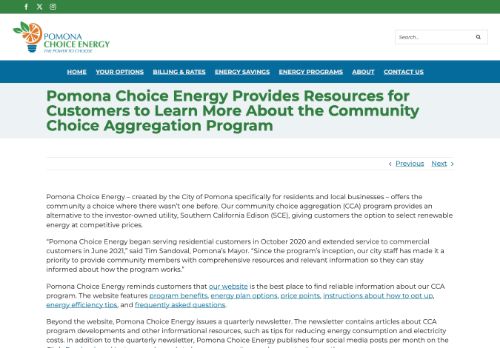 POMONA
CHOICE ENERGY
THE POWER TO CHOOSE
Search...
HOME YOUR OPTIONS BILLING & RATES ENERGY SAVINGS ENERGY PROGRAMS ABOUT CONTACT US
Pomona Choice Energy Provides Resources for
Customers to Learn More About the Community
Choice Aggregation Program
Previous Next
Pomona Choice Energy – created by the City of Pomona specifically for residents and local businesses – offers the
community a choice where there wasn't one before. Our community choice aggregation (CCA) program provides an
alternative to the investor-owned utility, Southern California Edison (SCE), giving customers the option to select renewable
energy at competitive prices.
"Pomona Choice Energy began serving residential customers in October 2020 and extended service to commercial
customers in June 2021," said Tim Sandoval, Pomona's Mayor. "Since the program's inception, our city staff has made it a
priority to provide community members with comprehensive resources and relevant information so they can stay
informed about how the program works."
Pomona Choice Energy reminds customers that our website is the best place to find reliable information about our CCA
program. The website features program benefits, energy plan options, price points, instructions about how to opt up,
energy efficiency tips, and frequently asked questions.
Beyond the website, Pomona Choice Energy issues a quarterly newsletter. The newsletter contains articles about CCA
program developments and other informational resources, such as tips for reducing energy consumption and electricity
costs. In addition to the quarterly newsletter, Pomona Choice Energy publishes four social media posts per month on the